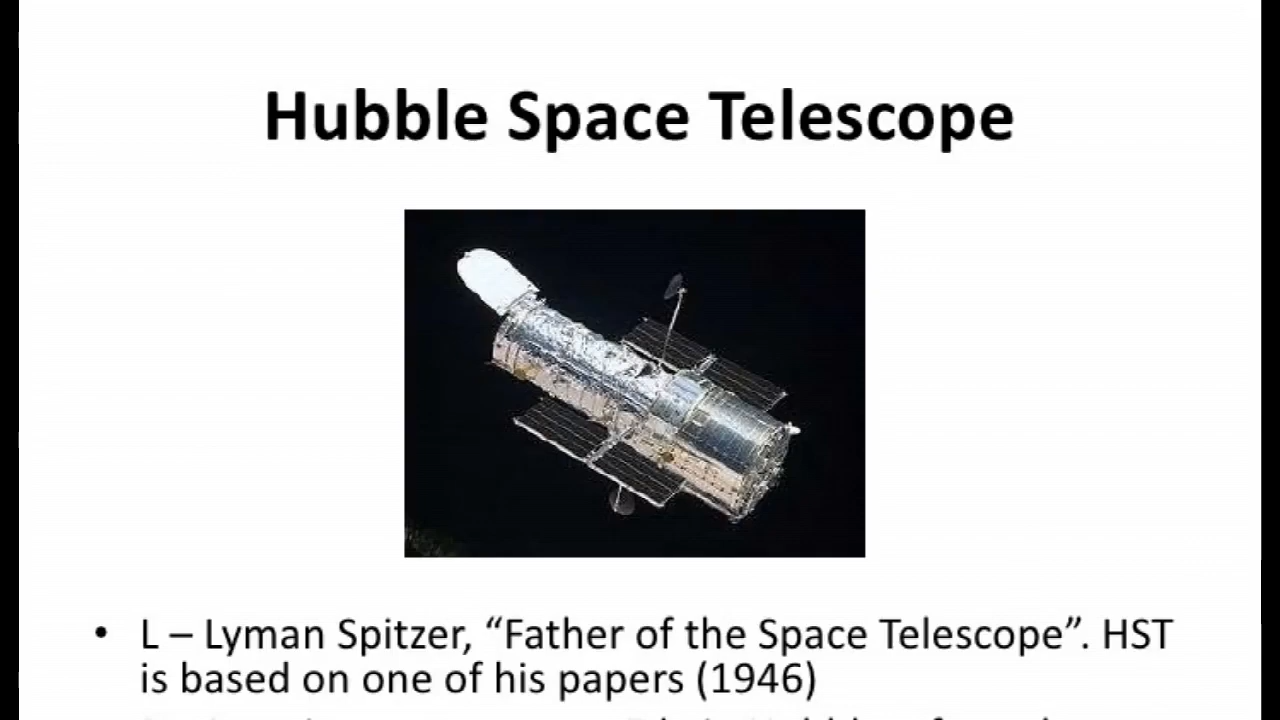 Hubble Space Telescope
• L – Lyman Spitzer, “Father of the Space Telescope”. HST
is based on one of his papers (1946)